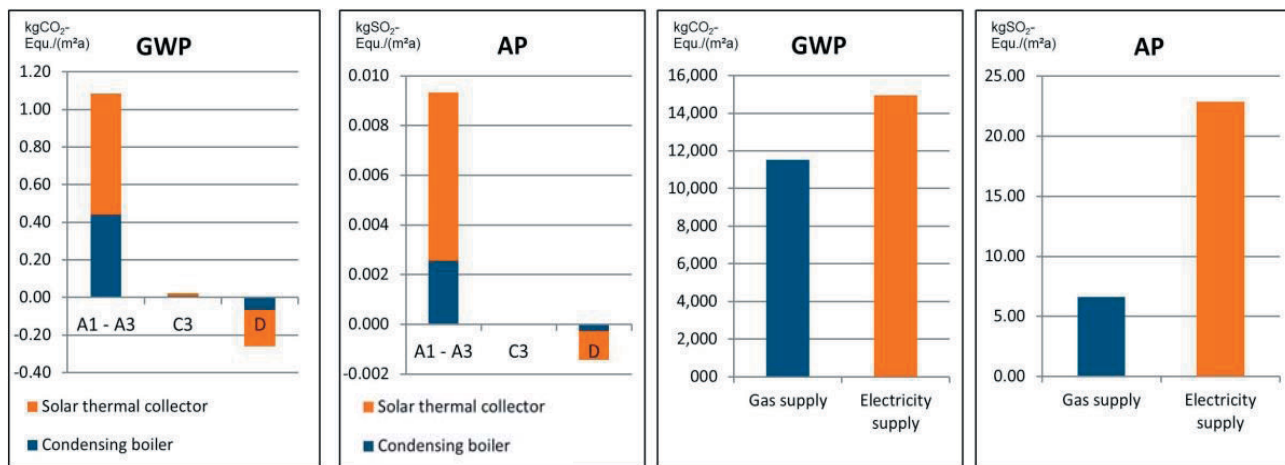 kgCO₂-
Equ./(m²a)
GWP
1.20
1.00
0.80
0.60
0.40
0.20
0.00
-0.20
-0.40
A1 - A3
C3
D
Solar thermal collector
Condensing boiler
kgSO₂-
Equ./(m²a)
AP
0.010
0.008
0.006
0.004
0.002
0.000
-0.002
A1 - A3
C3
D
Solar thermal collector
Condensing boiler
kgCO₂-
Equ./(m²a)
GWP
16,000
14,000
12,000
10,000
8,000
6,000
4,000
2,000
000
Gas supply
Electricity
supply
kgSO₂-
Equ./(m²a)
AP
25.00
20.00
15.00
10.00
5.00
0.00
Gas supply
Electricity
supply